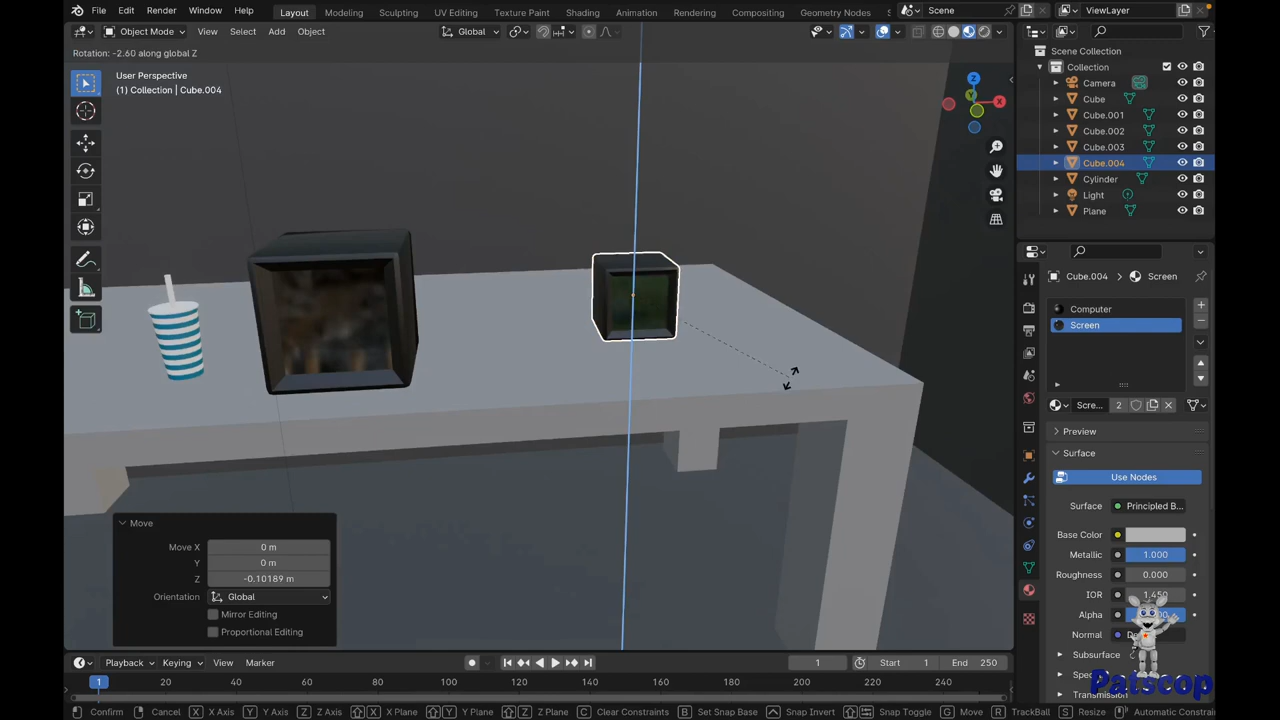 File Edit Render Window Help Layout Modeling Sculpting UV Editing Texture Paint Shading Animation Rendering Compositing Geometry Nodes Scene ViewLayer
Object Mode View Select Add Object Global
Rotation: -2.60 along global Z
User Perspective
(1) Collection | Cube.004
Z
Y
X
Scene Collection
Collection
Camera
Cube
Cube.001
Cube.002
Cube.003
Cube.004
Cylinder
Light
Plane
Cube.004 > Screen
Computer
Screen
Scre... 2
Preview
Surface
Use Nodes
Surface Principled B...
Base Color
Metallic 1.000
Roughness 0.000
IOR 1.450
Alpha
Normal
Subsurface
Transmission
Patscop
Move
Move X 0 m
Y 0 m
Z -0.10189 m
Orientation Global
Mirror Editing
Proportional Editing
Playback Keying View Marker 1 Start 1 End 250
1 20 40 60 80 100 120 140 160 180 200 220 240
Confirm Cancel X X Axis Y Y Axis Z Z Axis X X Plane Y Y Plane Z Z Plane C Clear Constraints B Set Snap Base Snap Invert Snap Toggle G Move R TrackBall S Resize Automatic Constrai